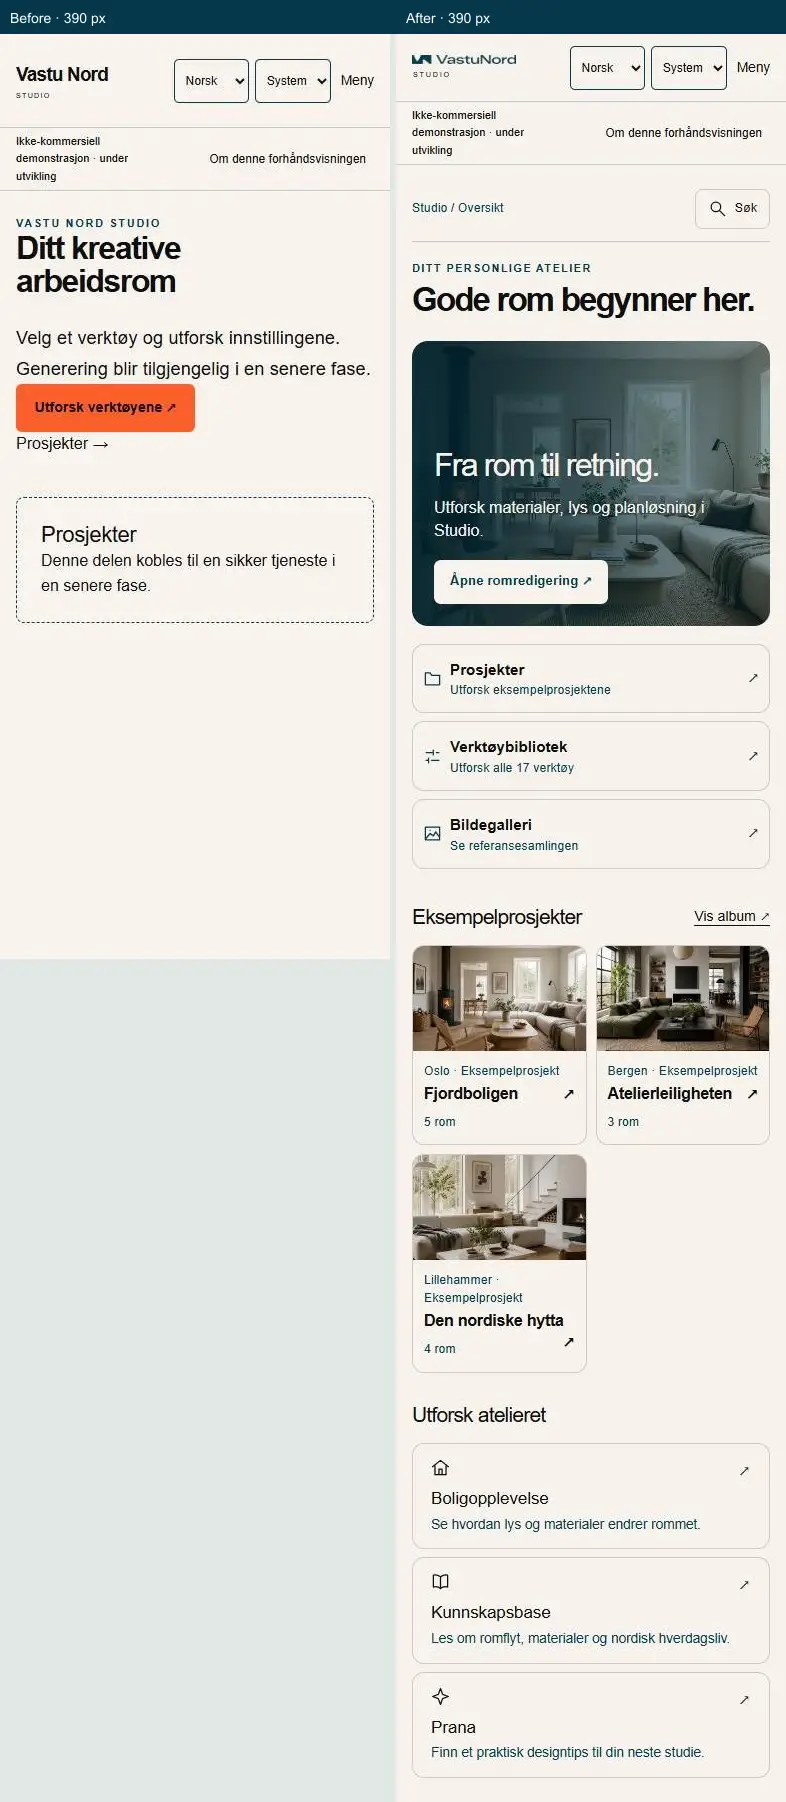 Before · 390 px
Vastu Nord
STUDIO
Norsk
System
Meny
Ikke-kommersiell
demonstrasjon · under
utvikling
Om denne forhåndsvisningen
VASTU NORD STUDIO
Ditt kreative
arbeidsrom
Velg et verktøy og utforsk innstillingene.
Generering blir tilgjengelig i en senere fase.
Utforsk verktøyene ↗
Prosjekter →
Prosjekter
Denne delen kobles til en sikker tjeneste i
en senere fase.
After · 390 px
VastuNord
STUDIO
Norsk
System
Meny
Ikke-kommersiell
demonstrasjon · under
utvikling
Om denne forhåndsvisningen
Studio / Oversikt
Søk
DITT PERSONLIGE ATELIER
Gode rom begynner her.
Fra rom til retning.
Utforsk materialer, lys og planløsning i
Studio.
Åpne romredigering ↗
Prosjekter
Utforsk eksempelprosjektene
↗
Verktøybibliotek
Utforsk alle 17 verktøy
↗
Bildegalleri
Se referansesamlingen
↗
Eksempelprosjekter
Vis album ↗
Oslo · Eksempelprosjekt
Fjordboligen ↗
5 rom
Bergen · Eksempelprosjekt
Atelierleiligheten ↗
3 rom
Lillehammer ·
Eksempelprosjekt
Den nordiske hytta
↗
4 rom
Utforsk atelieret
↗
Boligopplevelse
Se hvordan lys og materialer endrer rommet.
↗
Kunnskapsbase
Les om romflyt, materialer og nordisk hverdagsliv.
↗
Prana
Finn et praktisk designtips til din neste studie.